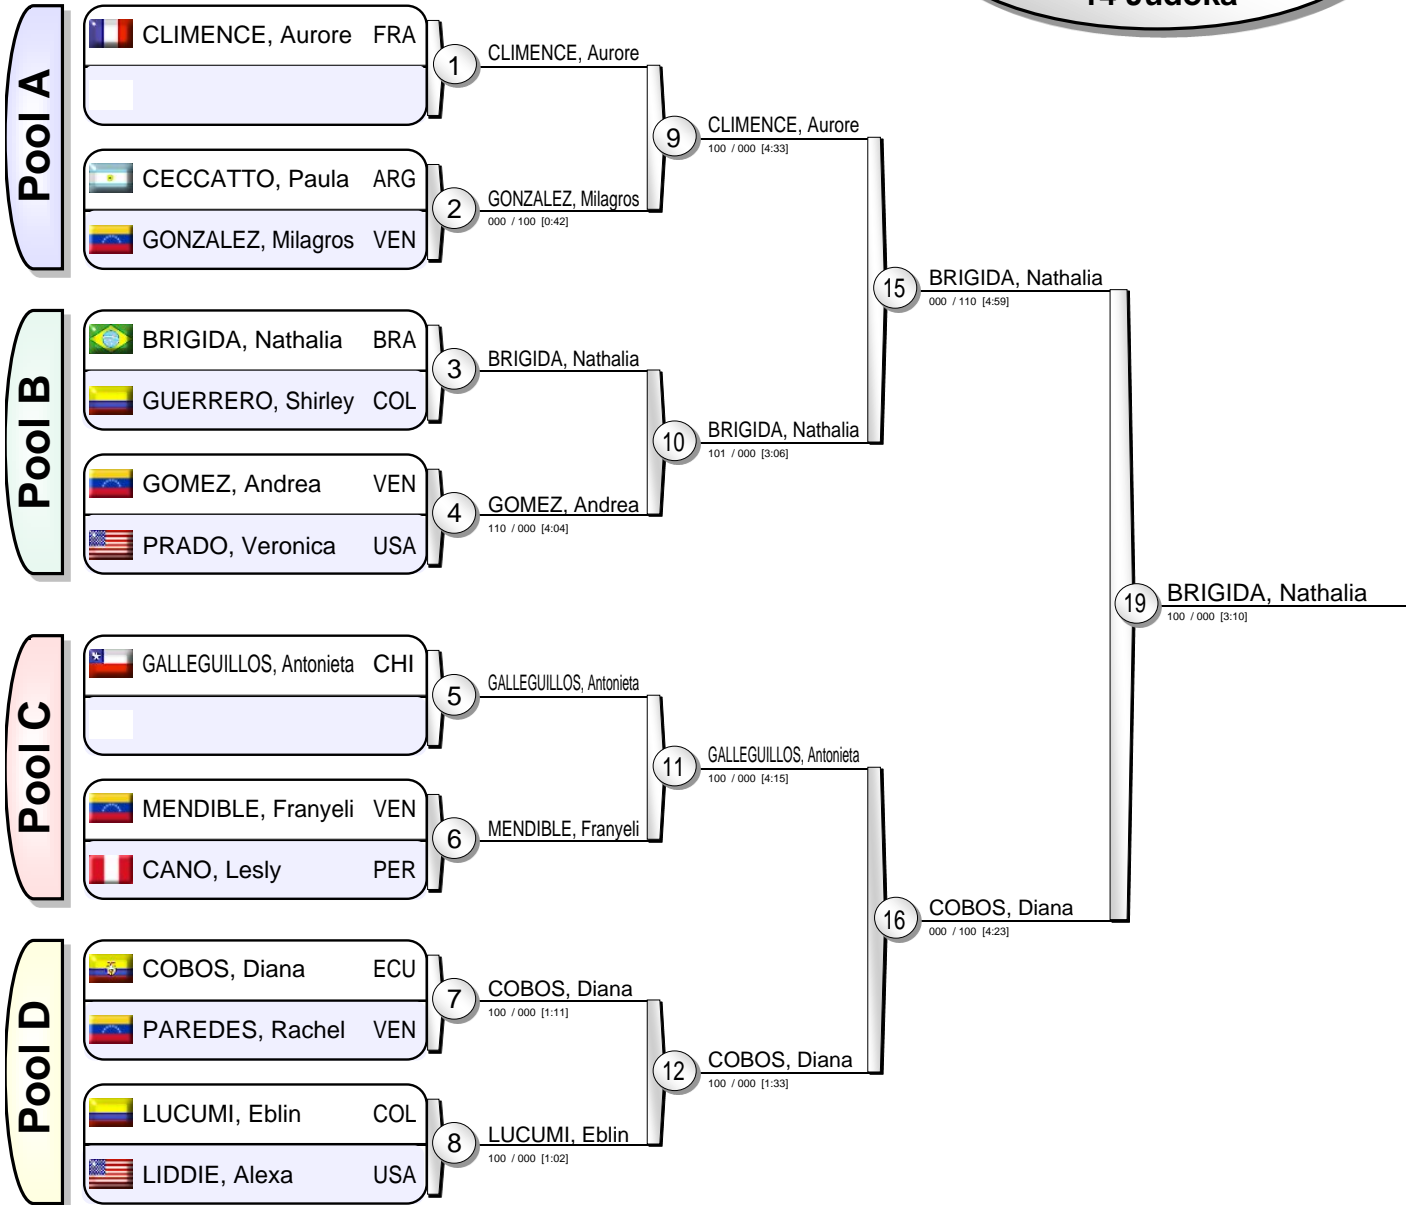 14 Judoka
Pool A
CLIMENCE, Aurore FRA
CECCATTO, Paula ARG
GONZALEZ, Milagros VEN
Pool B
BRIGIDA, Nathalia BRA
GUERRERO, Shirley COL
GOMEZ, Andrea VEN
PRADO, Veronica USA
Pool C
GALLEGUILLOS, Antonieta CHI
MENDIBLE, Franyeli VEN
CANO, Lesly PER
Pool D
COBOS, Diana ECU
PAREDES, Rachel VEN
LUCUMI, Eblin COL
LIDDIE, Alexa USA
1
CLIMENCE, Aurore
2
GONZALEZ, Milagros
000 / 100 [0:42]
3
BRIGIDA, Nathalia
4
GOMEZ, Andrea
110 / 000 [4:04]
5
GALLEGUILLOS, Antonieta
6
MENDIBLE, Franyeli
7
COBOS, Diana
100 / 000 [1:11]
8
LUCUMI, Eblin
100 / 000 [1:02]
9
CLIMENCE, Aurore
100 / 000 [4:33]
10
BRIGIDA, Nathalia
101 / 000 [3:06]
11
GALLEGUILLOS, Antonieta
100 / 000 [4:15]
12
COBOS, Diana
100 / 000 [1:33]
15
BRIGIDA, Nathalia
000 / 110 [4:59]
16
COBOS, Diana
000 / 100 [4:23]
19
BRIGIDA, Nathalia
100 / 000 [3:10]